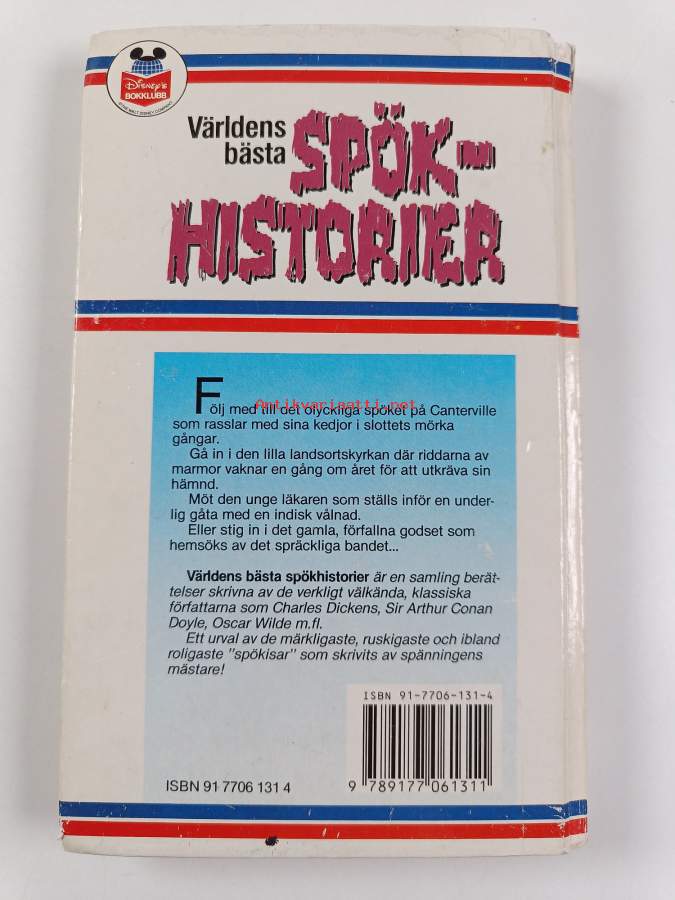 DISNEY'S
BOKLUBB
© THE WALT DISNEY COMPANY
Världens
bästa
SPÖK-
HISTORIER
Antikvariaatti.net
Följ med till det olyckliga spöket på Canterville
som rasslar med sina kedjor i slottets mörka
gångar.
Gå in i den lilla landsortskyrkan där riddarna av
marmor vaknar en gång om året för att utkräva sin
hämnd.
Möt den unge läkaren som ställs inför en under-
lig gåta med en indisk vålnad.
Eller stig in i det gamla, förfallna godset som
hemsöks av det spräckliga bandet...
Världens bästa spökhistorier är en samling berät-
telser skrivna av de verkligt välkända, klassiska
författarna som Charles Dickens, Sir Arthur Conan
Doyle, Oscar Wilde m.fl.
Ett urval av de märkligaste, ruskigaste och ibland
roligaste "spökisar" som skrivits av spänningens
mästare!
ISBN 91-7706-131-4
ISBN 91 7706 131 4
9 789177 061311